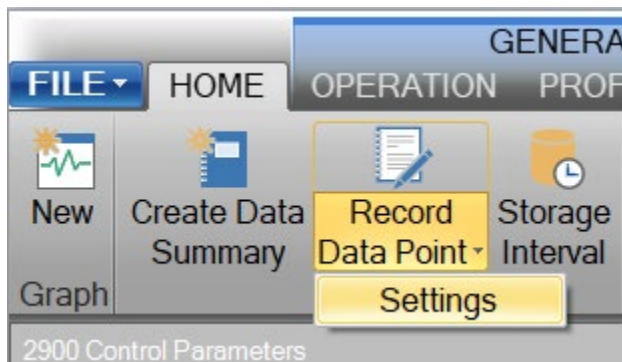 GENERA
FILE HOME OPERATION PROF
New Create Data Record Storage
Summary Data Point Interval
Graph Settings
2900 Control Parameters